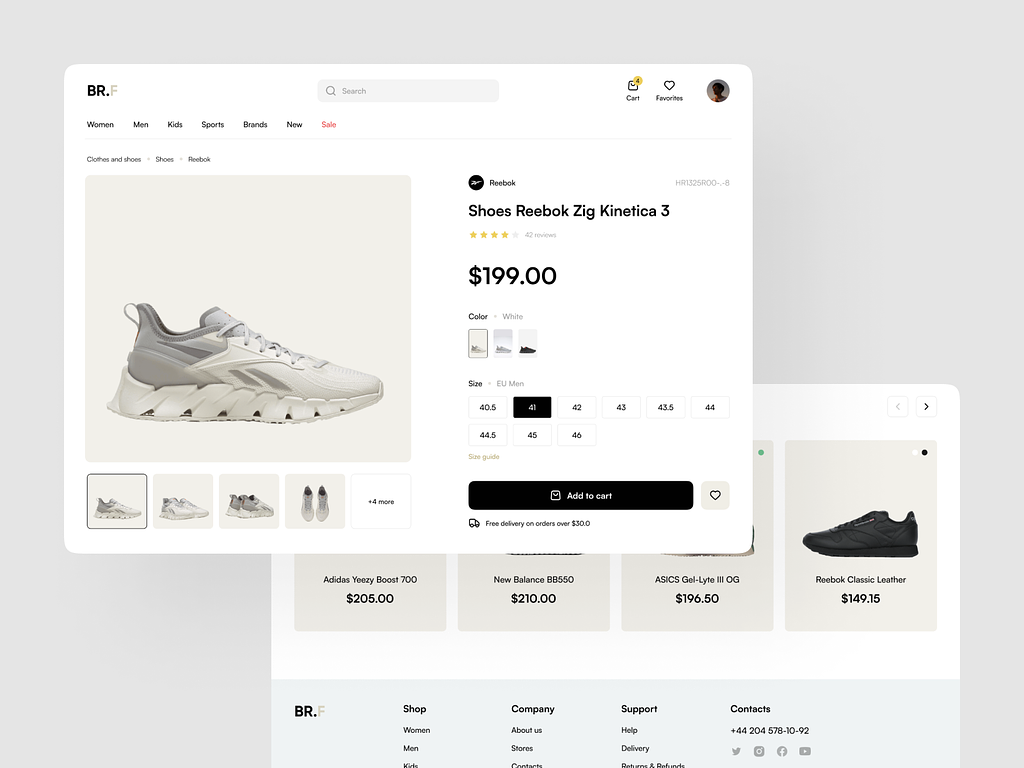 BR.F
Search
4
Cart
Favorites
Women Men Kids Sports Brands New Sale
Clothes and shoes Shoes Reebok
Reebok
HR1325R00-.-8
Shoes Reebok Zig Kinetica 3
42 reviews
$199.00
Color White
Size EU Men
40.5 41 42 43 43.5 44
44.5 45 46
Size guide
+4 more
Add to cart
Free delivery on orders over $30.0
Adidas Yeezy Boost 700
$205.00
New Balance BB550
$210.00
ASICS Gel-Lyte III OG
$196.50
Reebok Classic Leather
$149.15
BR.F
Shop
Women
Men
Kids
Company
About us
Stores
Contacts
Support
Help
Delivery
Returns & Refunds
Contacts
+44 204 578-10-92